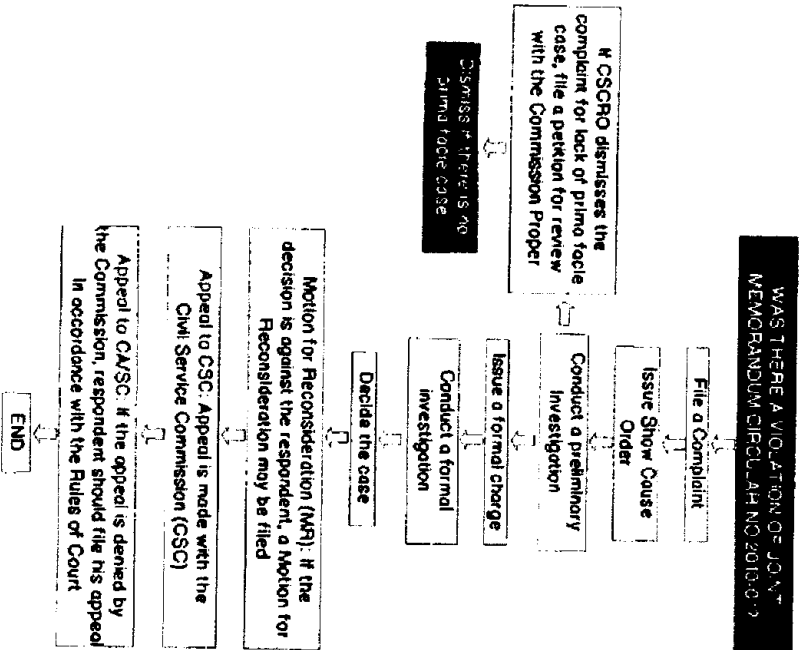 WAS THERE A VIOLATION OF JOINT
MEMORANDUM CIRCULAR NO
File a Complaint
Issue Show Cause
Order
Conduct a preliminary
Investigation
If CSCRO dismisses the
complaint for lack of prima facie
case, file a petition for review
with the Commission Proper
Dismiss if there is no
prima facie case
Issue a formal charge
Conduct a formal
investigation
Decide the case
Motion for Reconsideration (MR): If the
decision is against the respondent, a Motion for
Reconsideration may be filed
Appeal to CSC: Appeal is made with the
Civil Service Commission (CSC)
Appeal to CA/SC: If the appeal is denied by
the Commission, respondent should file his appeal
in accordance with the Rules of Court
END